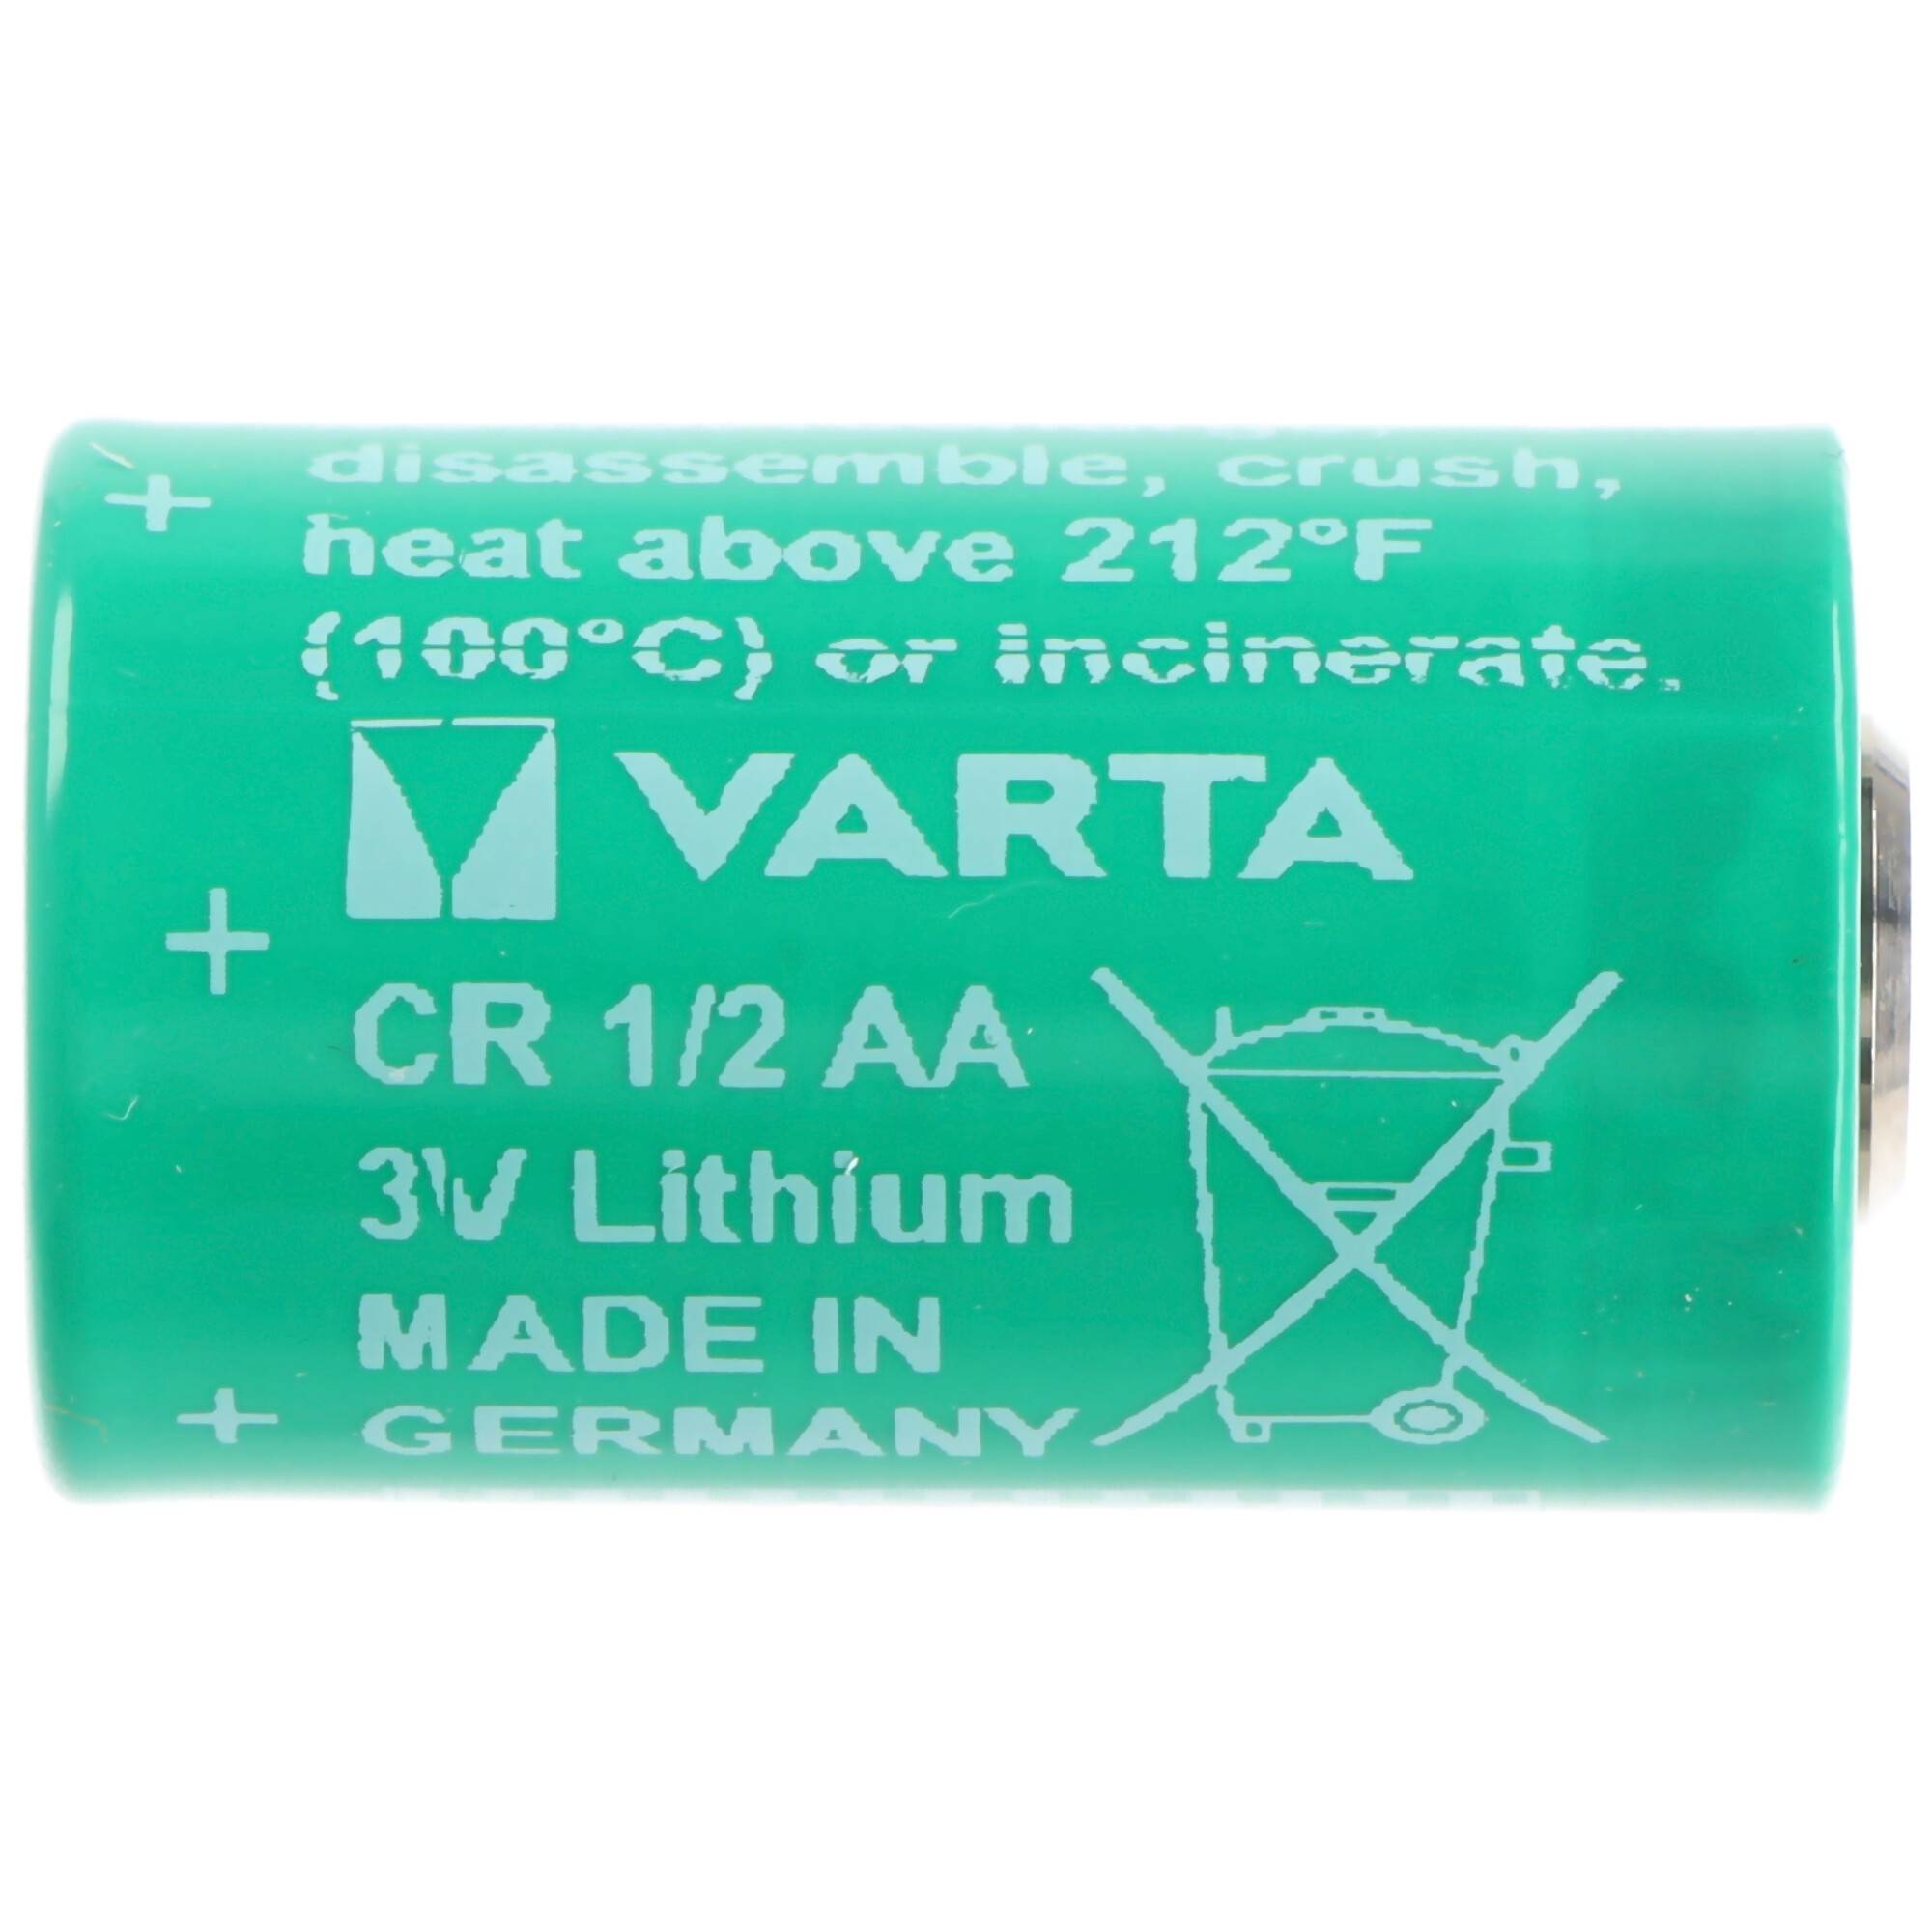 disassemble, crush,
heat above 212°F
(100°C) or incinerate.
VARTA
CR 1/2 AA
3V Lithium
MADE IN
GERMANY
+
+
+